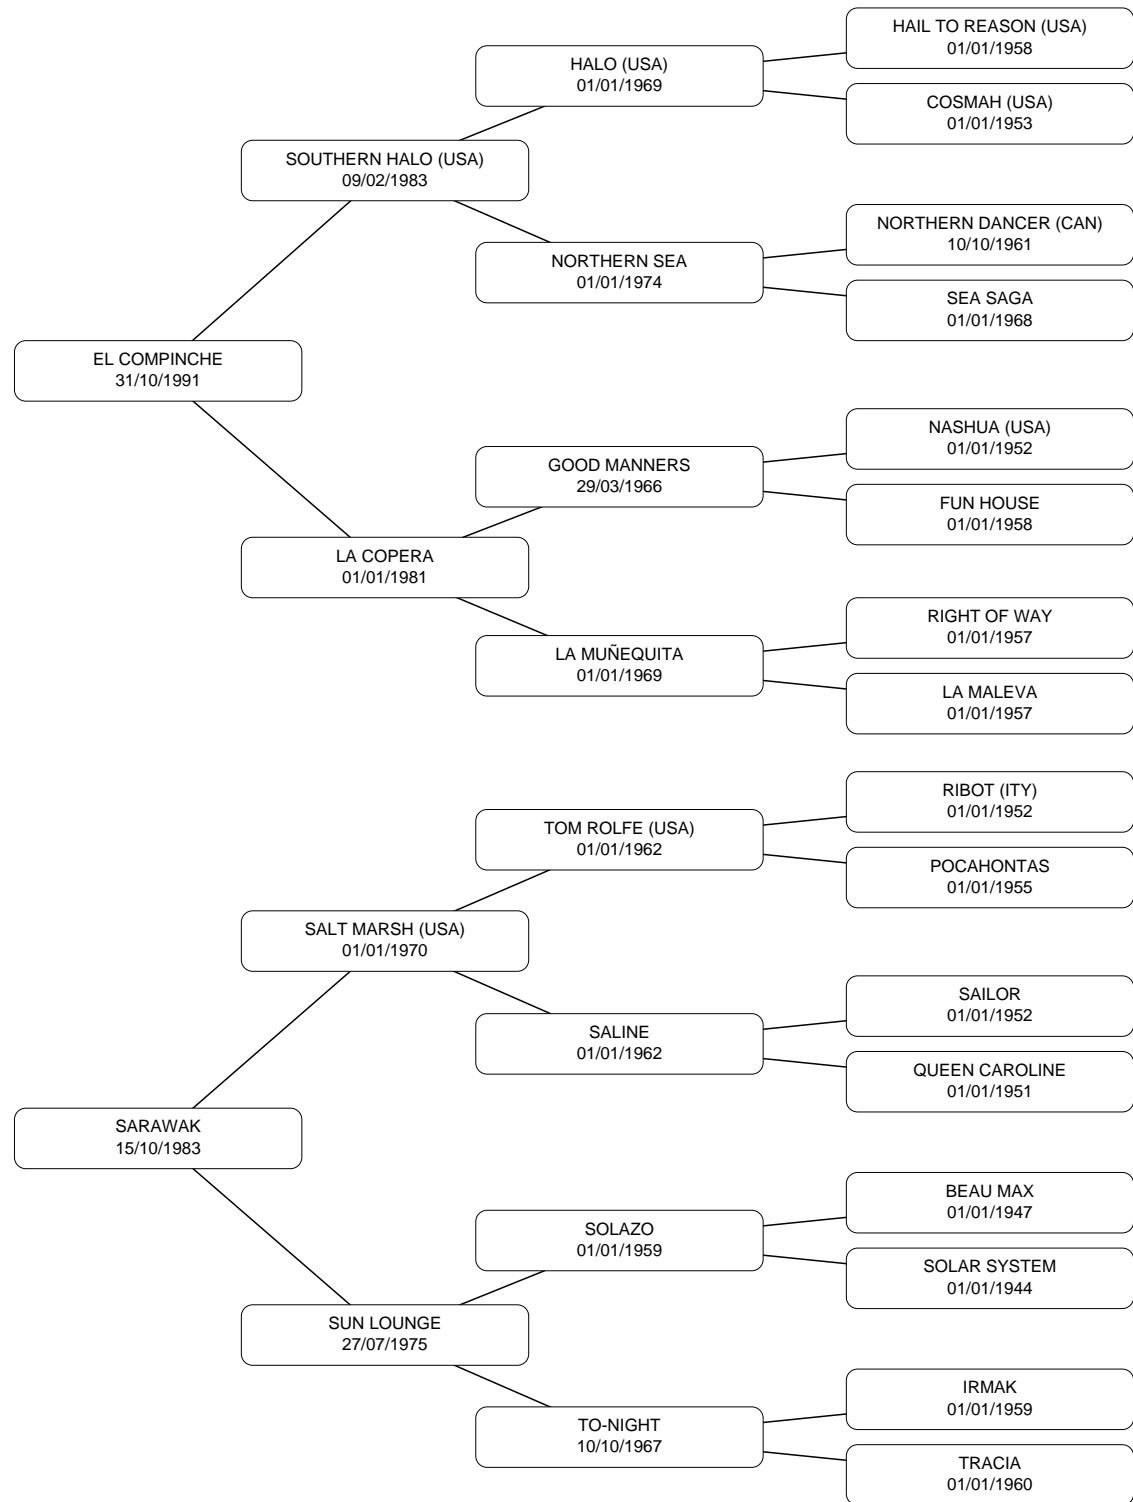 HAIL TO REASON (USA)
01/01/1958
HALO (USA)
01/01/1969
COSMAH (USA)
01/01/1953
SOUTHERN HALO (USA)
09/02/1983
NORTHERN DANCER (CAN)
10/10/1961
NORTHERN SEA
01/01/1974
SEA SAGA
01/01/1968
EL COMPINCHE
31/10/1991
NASHUA (USA)
01/01/1952
GOOD MANNERS
29/03/1966
FUN HOUSE
01/01/1958
LA COPERA
01/01/1981
RIGHT OF WAY
01/01/1957
LA MUÑEQUITA
01/01/1969
LA MALEVA
01/01/1957
RIBOT (ITY)
01/01/1952
TOM ROLFE (USA)
01/01/1962
POCAHONTAS
01/01/1955
SALT MARSH (USA)
01/01/1970
SAILOR
01/01/1952
SALINE
01/01/1962
QUEEN CAROLINE
01/01/1951
SARAWAK
15/10/1983
BEAU MAX
01/01/1947
SOLAZO
01/01/1959
SOLAR SYSTEM
01/01/1944
SUN LOUNGE
27/07/1975
IRMAK
01/01/1959
TO-NIGHT
10/10/1967
TRACIA
01/01/1960